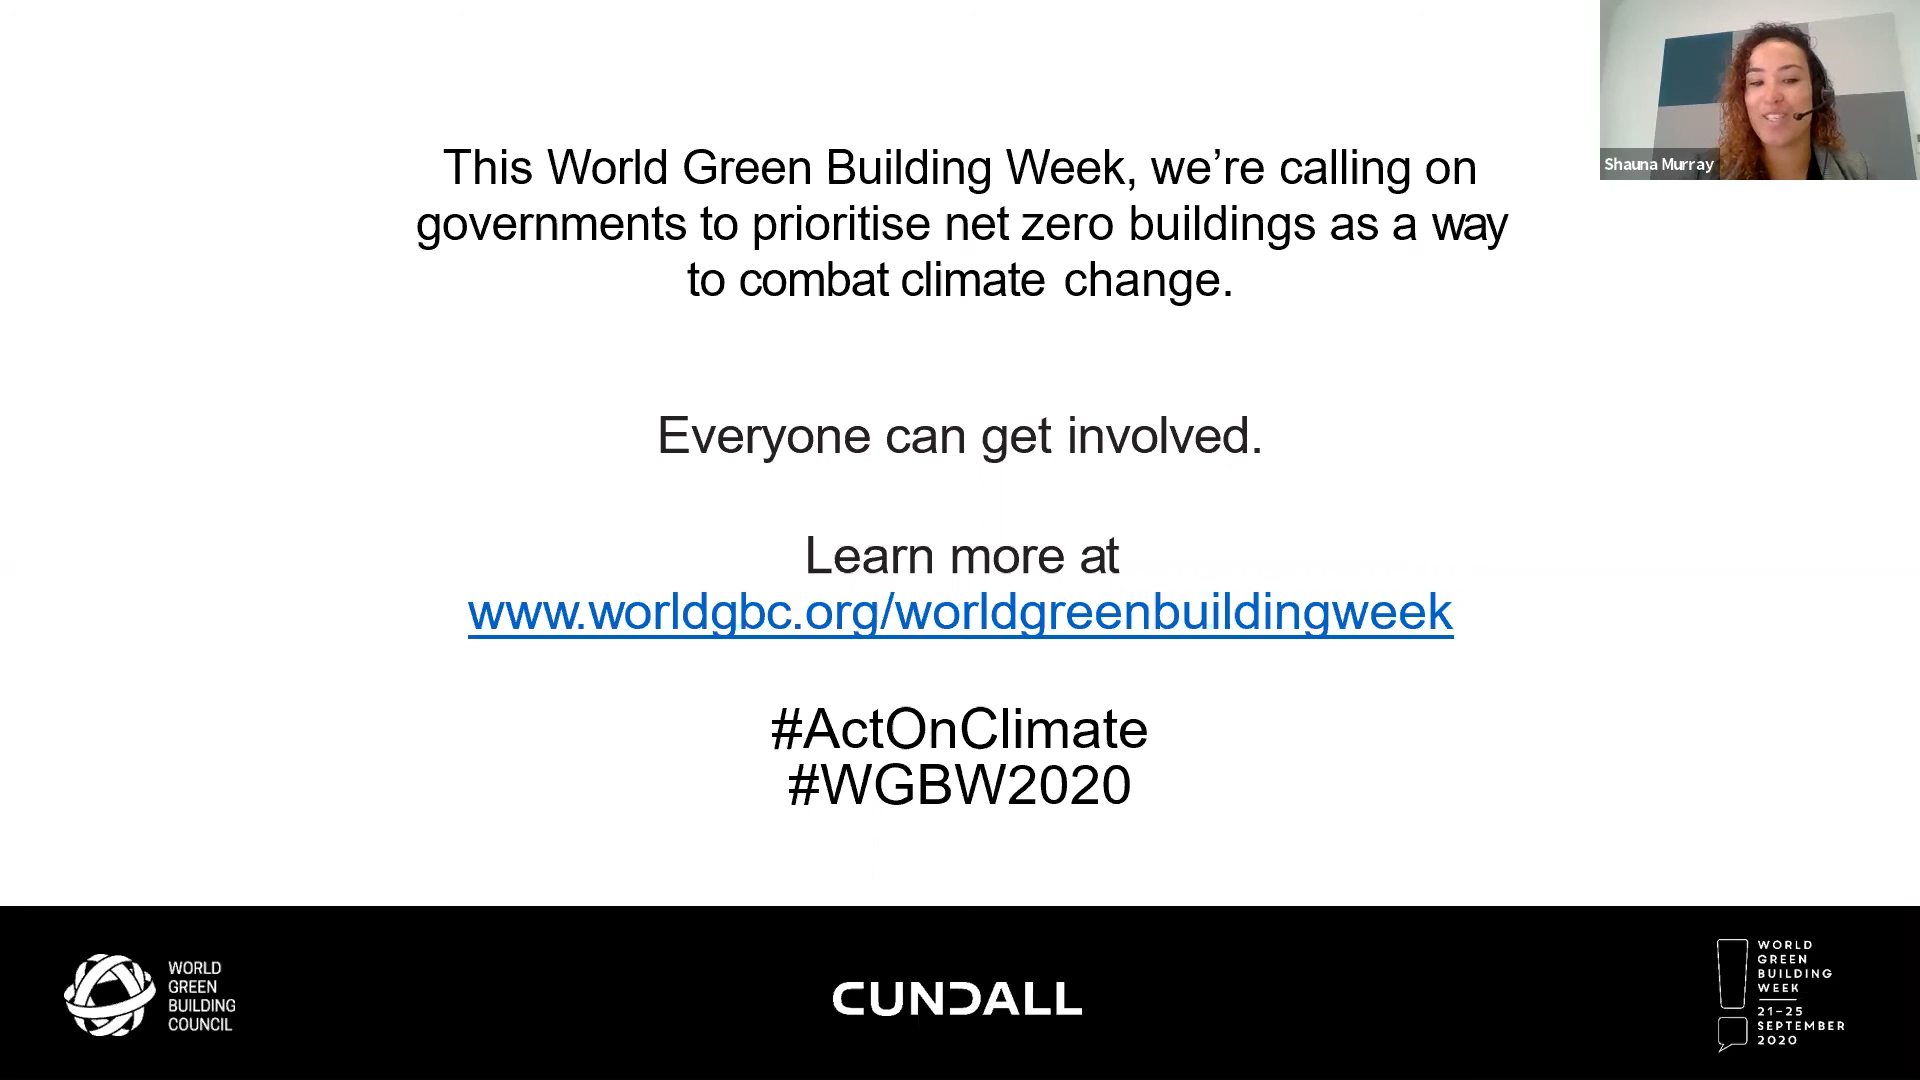 Shauna Murray
This World Green Building Week, we’re calling on
governments to prioritise net zero buildings as a way
to combat climate change.
Everyone can get involved.
Learn more at
www.worldgbc.org/worldgreenbuildingweek
#ActOnClimate
#WGBW2020
WORLD
GREEN
BUILDING
COUNCIL
CUNDALL
WORLD
GREEN
BUILDING
WEEK
21–25
SEPTEMBER
2020